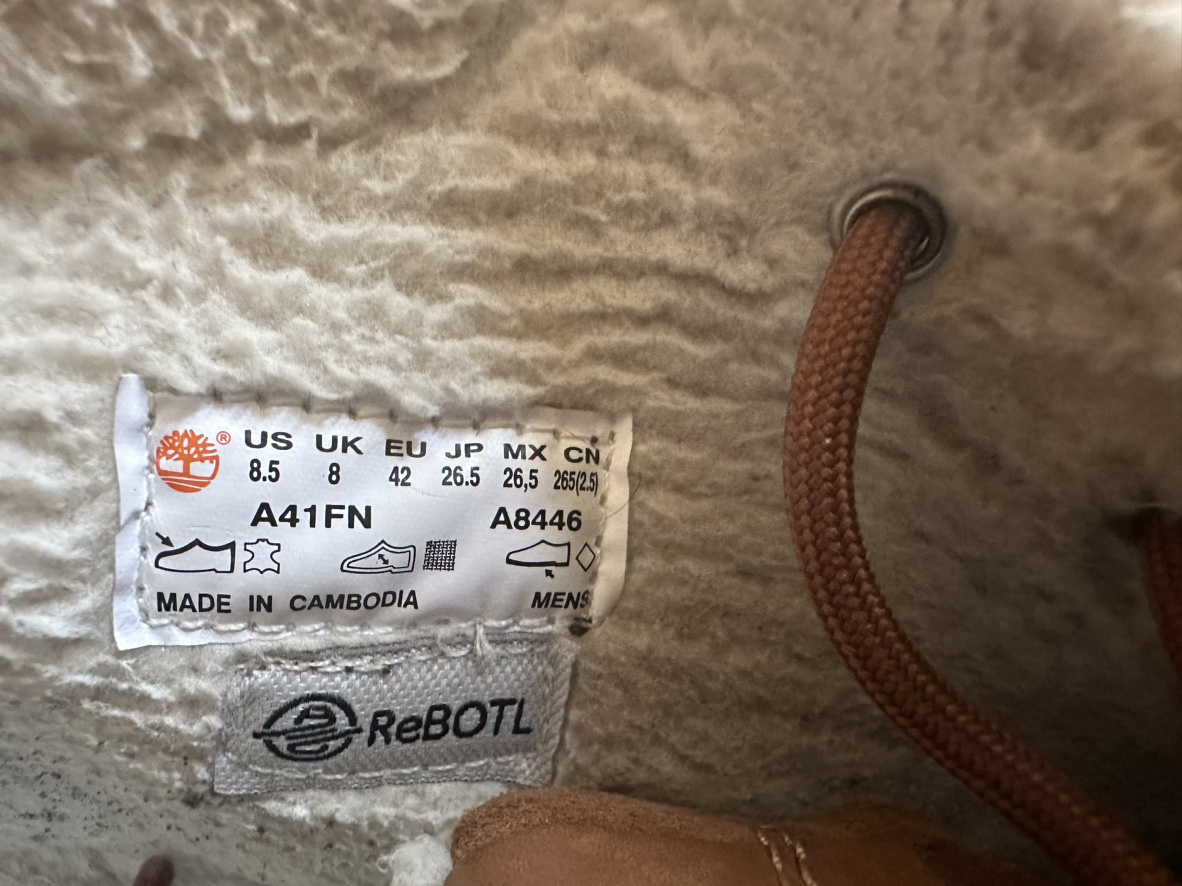 ® US UK EU JP MX CN
8.5 8 42 26.5 26,5 265(2.5)
A41FN A8446
MADE IN CAMBODIA MENS
ReBOTL